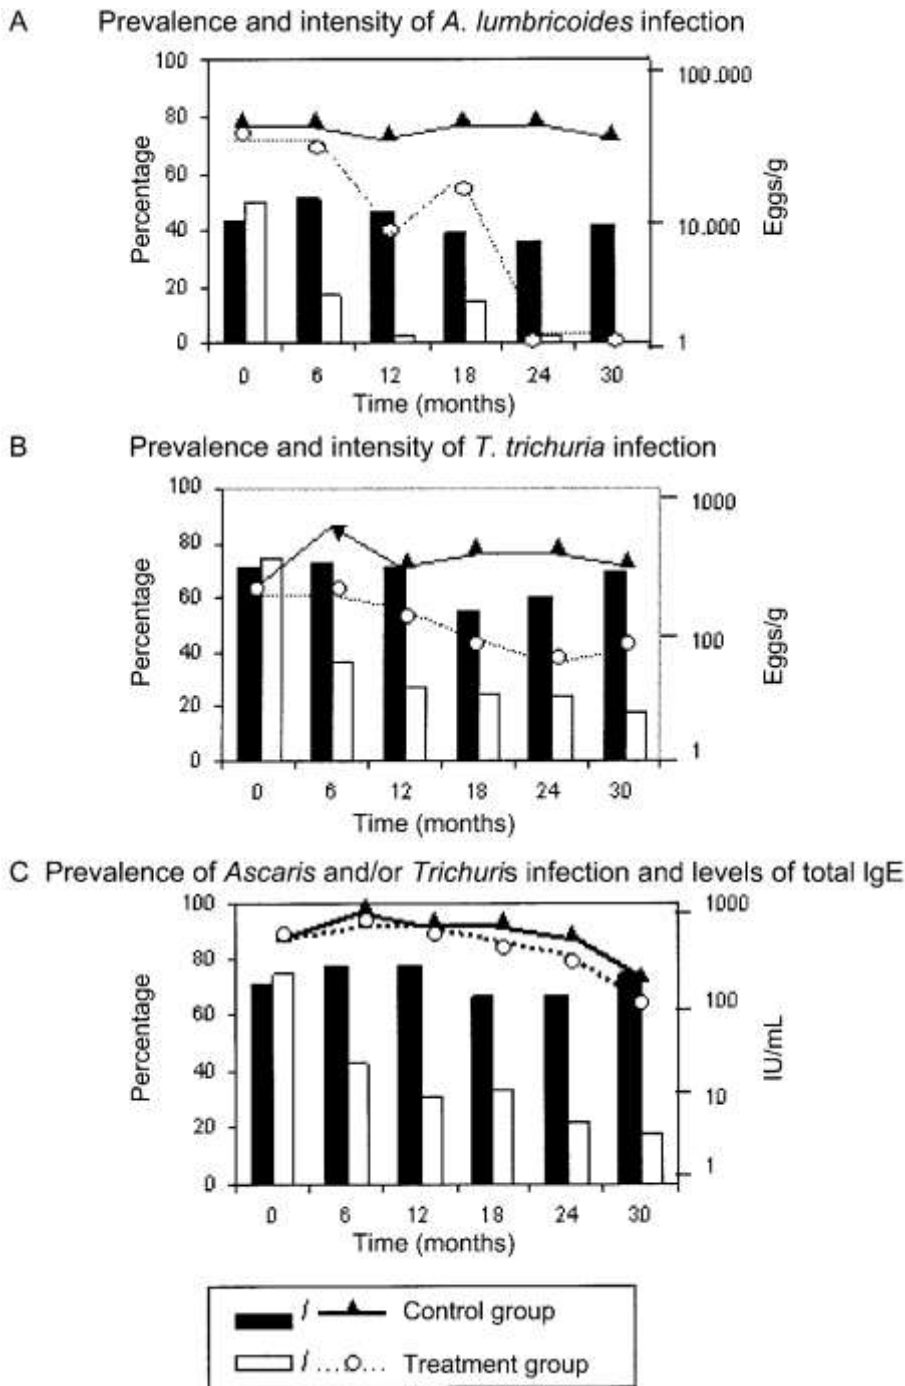 A Prevalence and intensity of A. lumbricoides infection
100
80
60
40
20
0
Percentage
100.000
10.000
1
Eggs/g
0 6 12 18 24 30
Time (months)
B Prevalence and intensity of T. trichuria infection
100
80
60
40
20
0
Percentage
1000
100
1
Eggs/g
0 6 12 18 24 30
Time (months)
C Prevalence of Ascaris and/or Trichuris infection and levels of total IgE
100
80
60
40
20
0
Percentage
1000
100
10
1
IU/mL
0 6 12 18 24 30
Time (months)
/ Control group
/ Treatment group